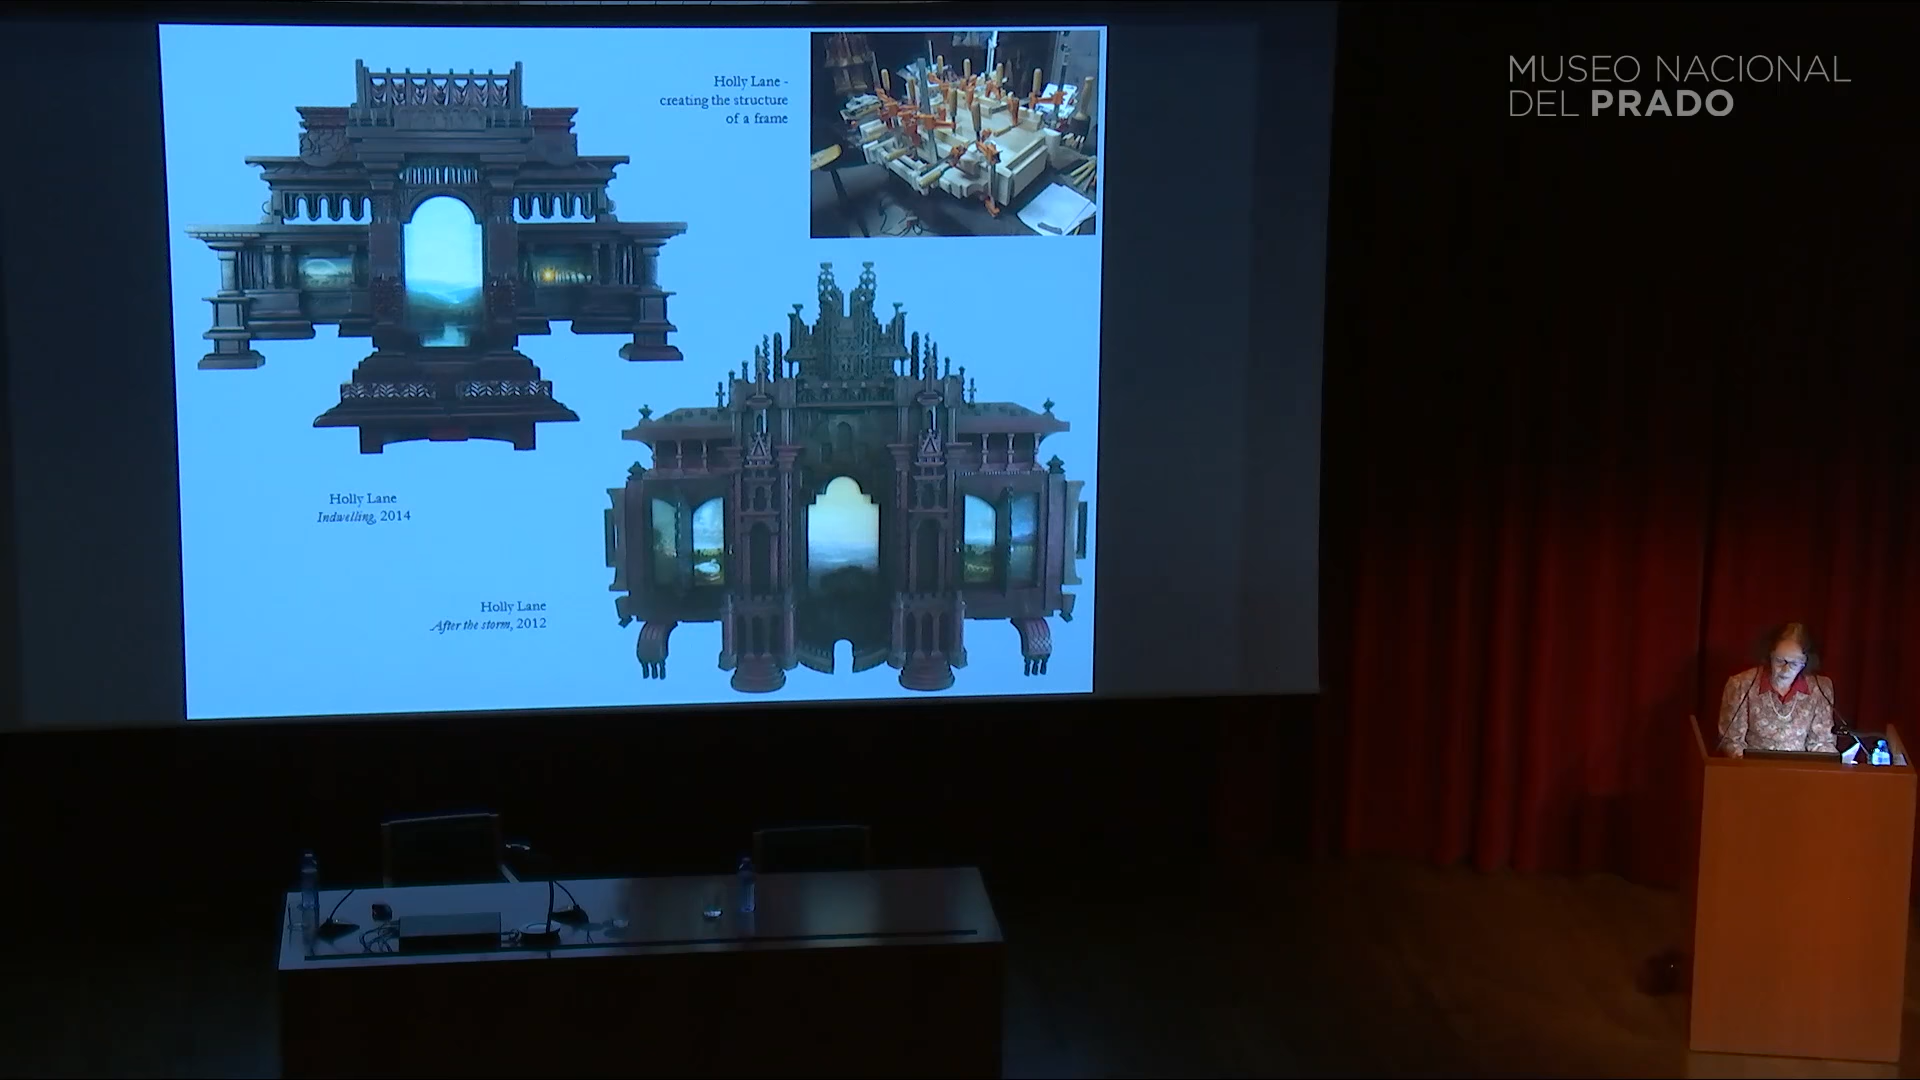 Holly Lane -
creating the structure
of a frame
MUSEO NACIONAL
DEL PRADO
Holly Lane
Indwelling, 2014
Holly Lane
After the storm, 2012